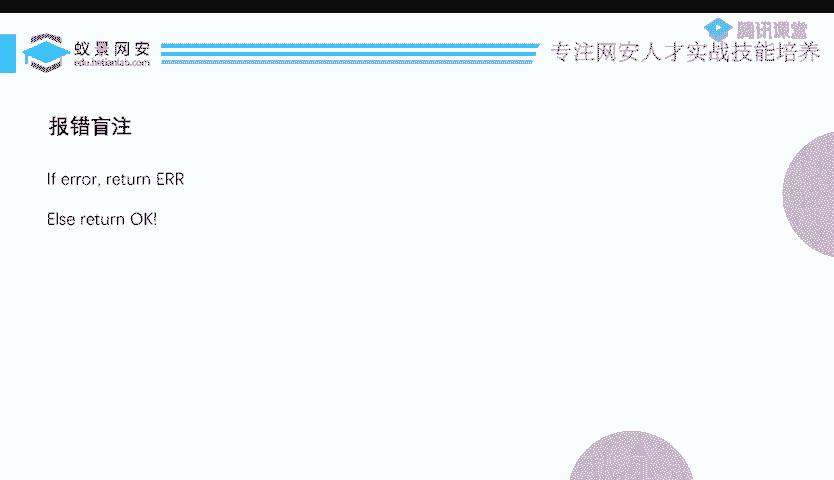 腾讯课堂
蚁景网安
edu.hetianlab.com
专注网安人才实战技能培养
报错盲注
If error, return ERR
Else return OK!